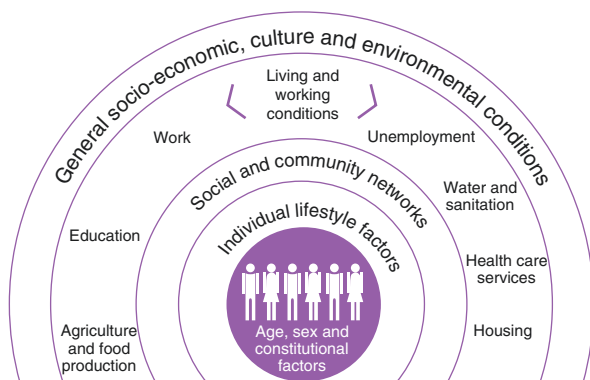 General socio-economic, culture and environmental conditions
Living and
working
conditions
Work
Unemployment
Social and community networks
Water and
sanitation
Individual lifestyle factors
Education
Health care
services
Agriculture
and food
production
Housing
Age, sex and
constitutional
factors